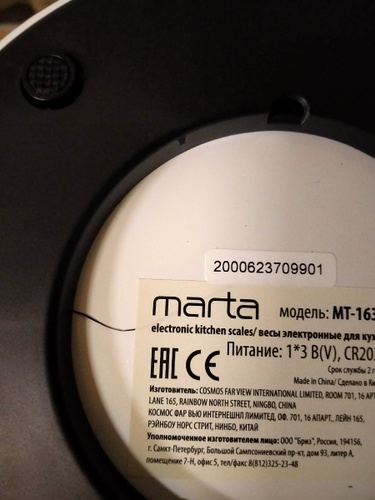 2000623709901
marta модель: MT-163
electronic kitchen scales/ весы электронные для кух
EAC CE Питание: 1*3 В(V), CR20
Срок службы 2 г
Made in China/ Сделано в К
Изготовитель: COSMOS FAR VIEW INTERNATIONAL LIMITED, ROOM 701, 16 APT
LANE 165, RAINBOW NORTH STREET, NINGBO, CHINA
КОСМОС ФАР ВЬЮ ИНТЕРНЕШНЛ ЛИМИТЕД, ОФ. 701, 16 АПАРТ., ЛЕЙН 165,
РЭЙНБОУ НОРС СТРИТ, НИНБО, КИТАЙ
Уполномоченное изготовителем лицо: ООО "Бриз", Россия, 194156,
г. Санкт-Петербург, Большой Сампсониевский пр-кт, дом 93, литер А,
помещение 7-Н, офис 5, тел/факс 8(812)325-23-48